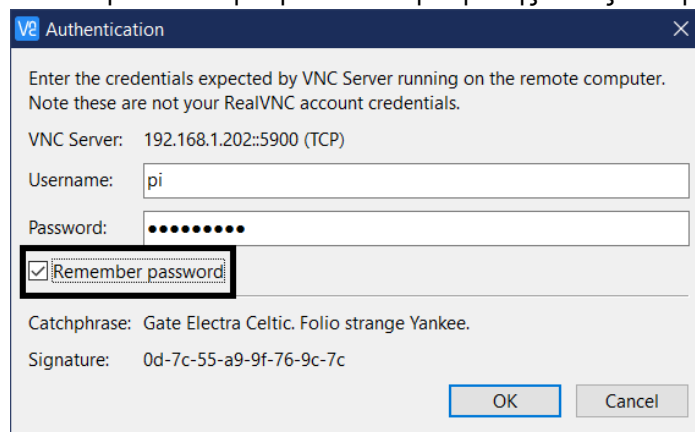 V2 Authentication
Enter the credentials expected by VNC Server running on the remote computer.
Note these are not your RealVNC account credentials.
VNC Server: 192.168.1.202::5900 (TCP)
Username: pi
Password: •••••••••
Remember password
Catchphrase: Gate Electra Celtic. Folio strange Yankee.
Signature: 0d-7c-55-a9-9f-76-9c-7c
OK Cancel